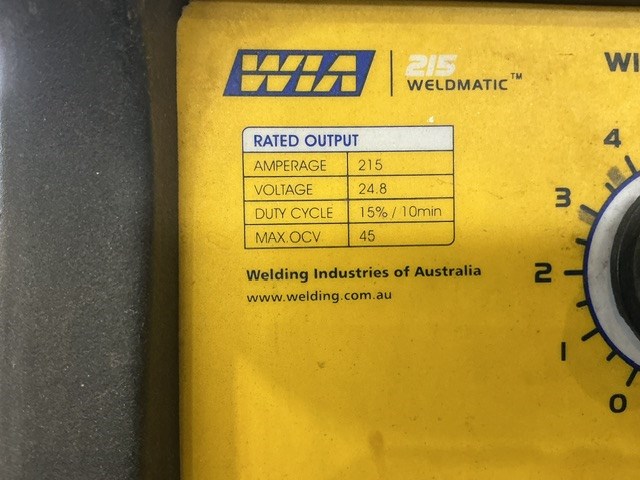 WIA
215
WELDMATIC™
RATED OUTPUT
AMPERAGE 215
VOLTAGE 24.8
DUTY CYCLE 15% / 10min
MAX.OCV 45
Welding Industries of Australia
www.welding.com.au
4
3
2
1
0